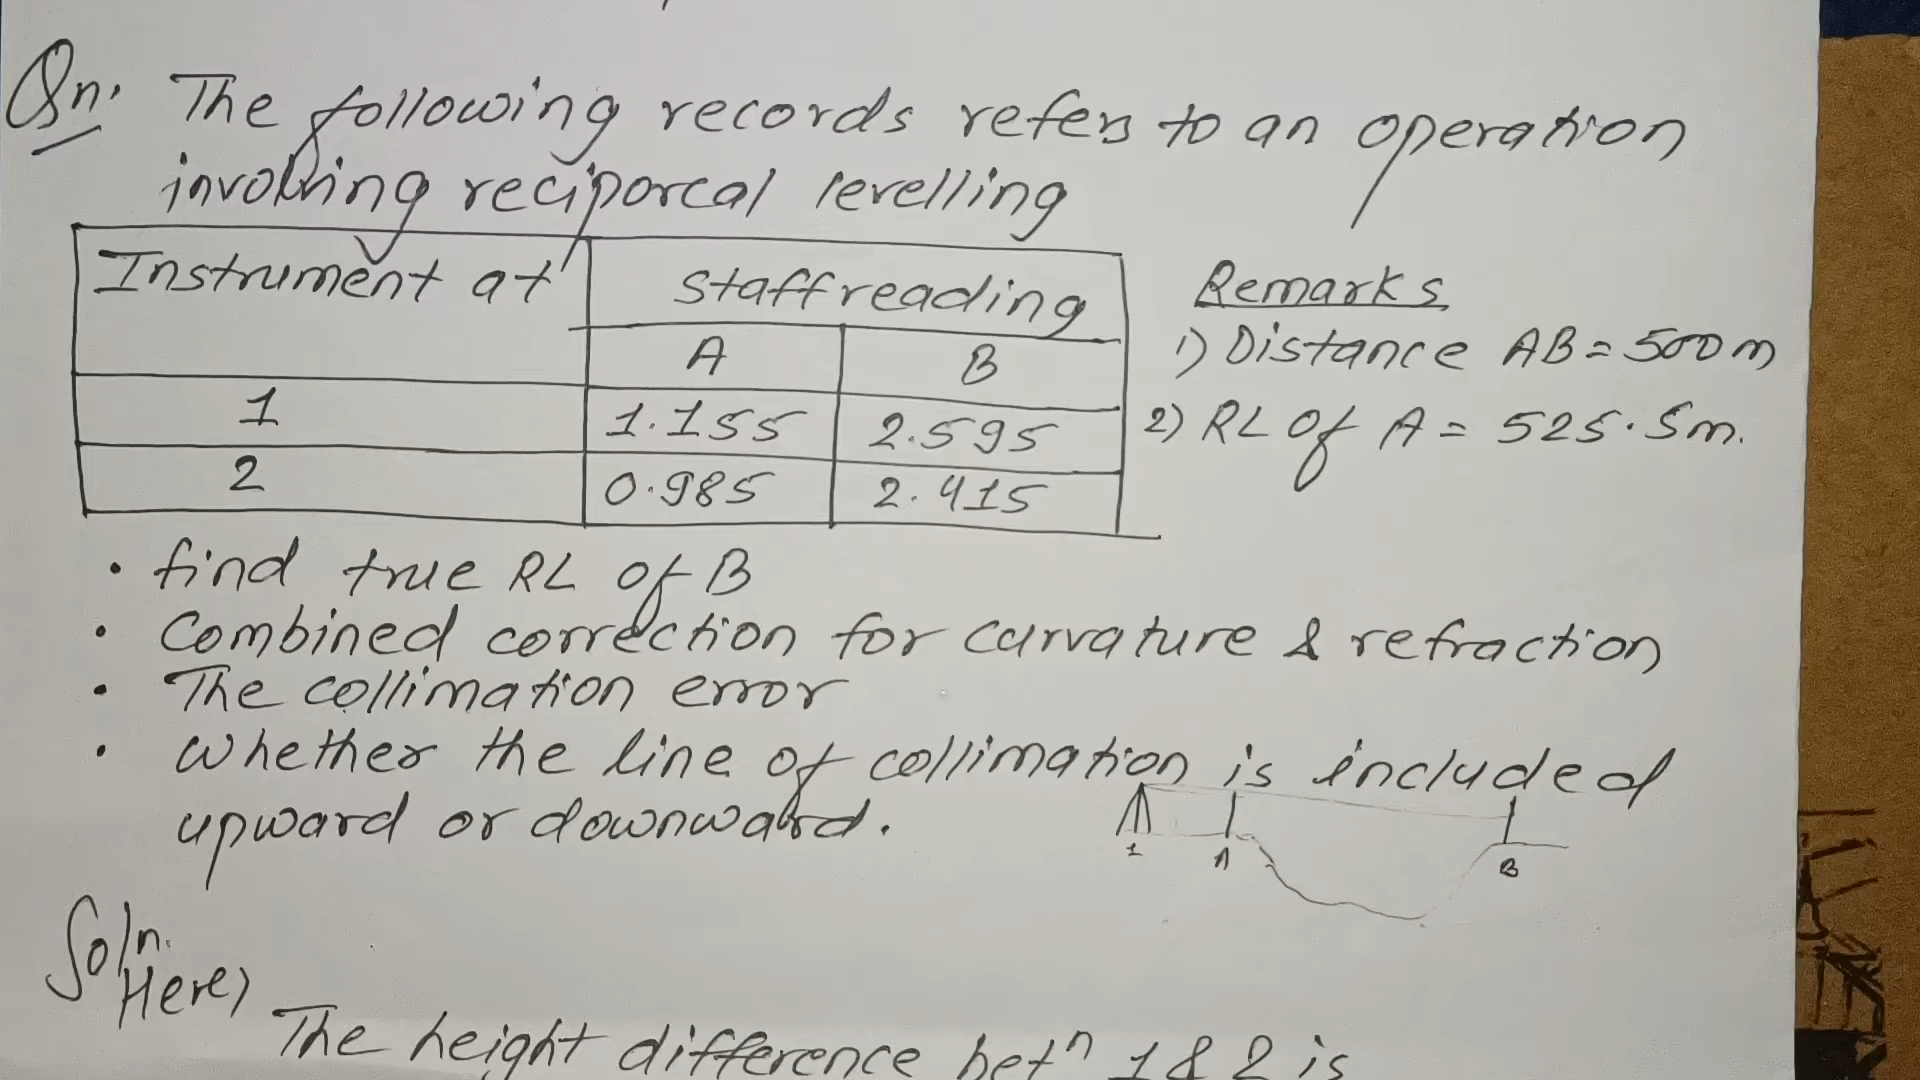 Qn. The following records refers to an operation
involving reciporcal levelling
Instrument at Staff reading
A B
1 1.155 2.595
2 0.985 2.415
Remarks
1) Distance AB = 500m
2) RL of A = 525.5m.
• find true RL of B
• Combined correction for carvature & refraction
• The collimation error
• Whether the line of collimation is included
upward or downward.
1 A B
Soln.
Here,
The height difference betn 1 & 2 is